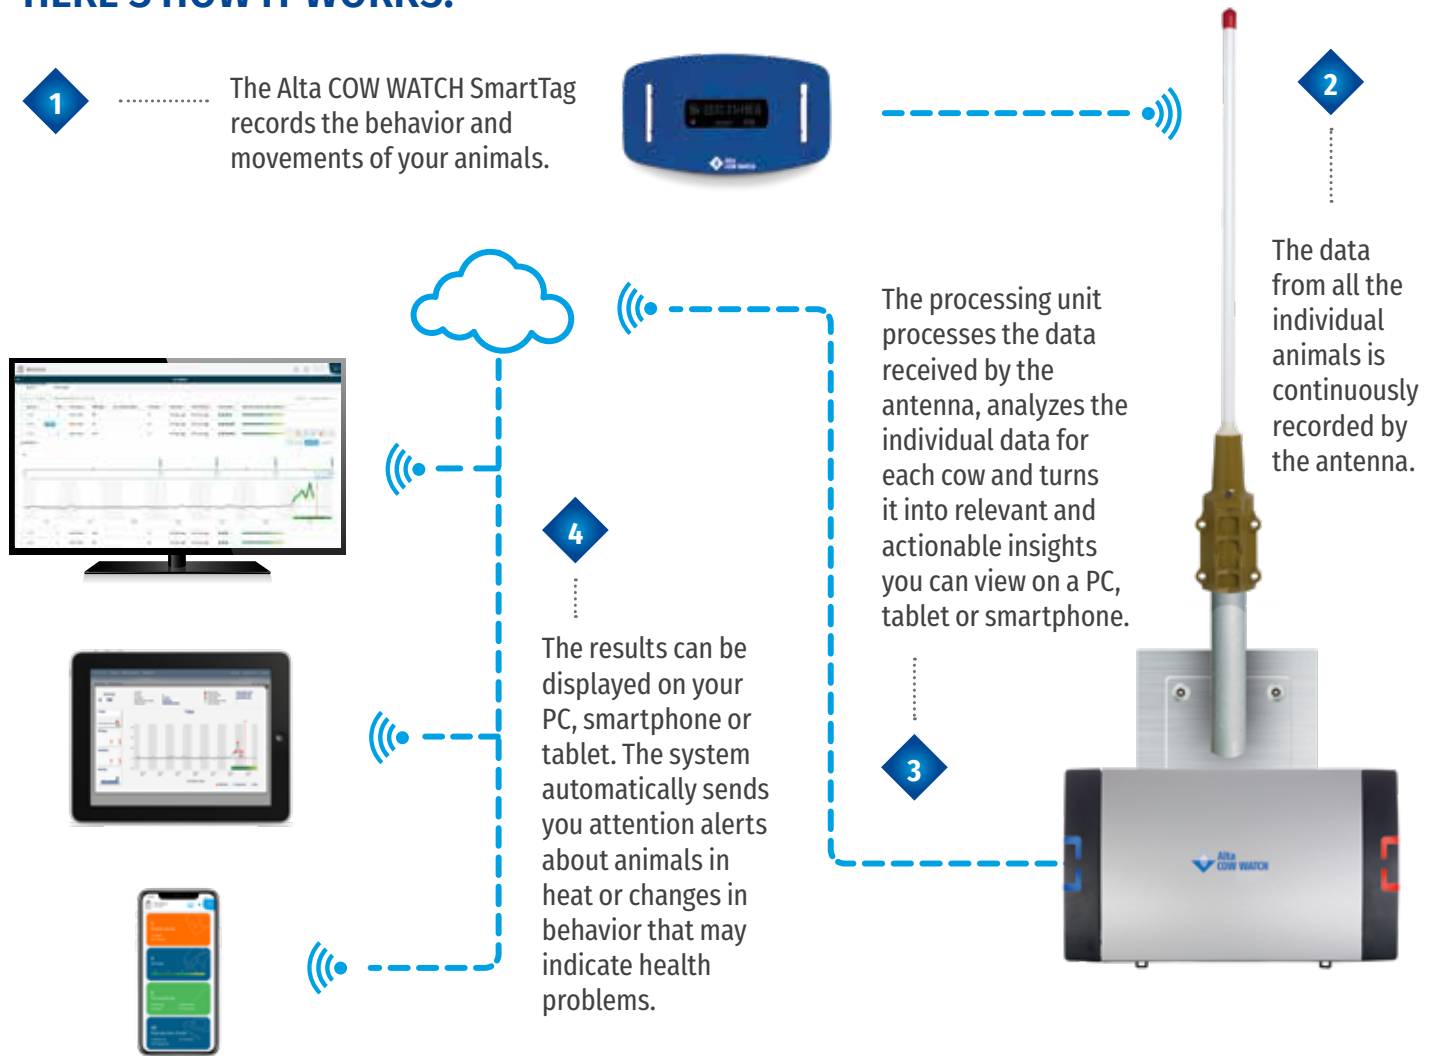 HERE'S HOW IT WORKS:
1
The Alta COW WATCH SmartTag
records the behavior and
movements of your animals.
Alta
COW WATCH
2
The data
from all the
individual
animals is
continuously
recorded by
the antenna.
The processing unit
processes the data
received by the
antenna, analyzes the
individual data for
each cow and turns
it into relevant and
actionable insights
you can view on a PC,
tablet or smartphone.
3
Alta
COW WATCH
4
The results can be
displayed on your
PC, smartphone or
tablet. The system
automatically sends
you attention alerts
about animals in
heat or changes in
behavior that may
indicate health
problems.